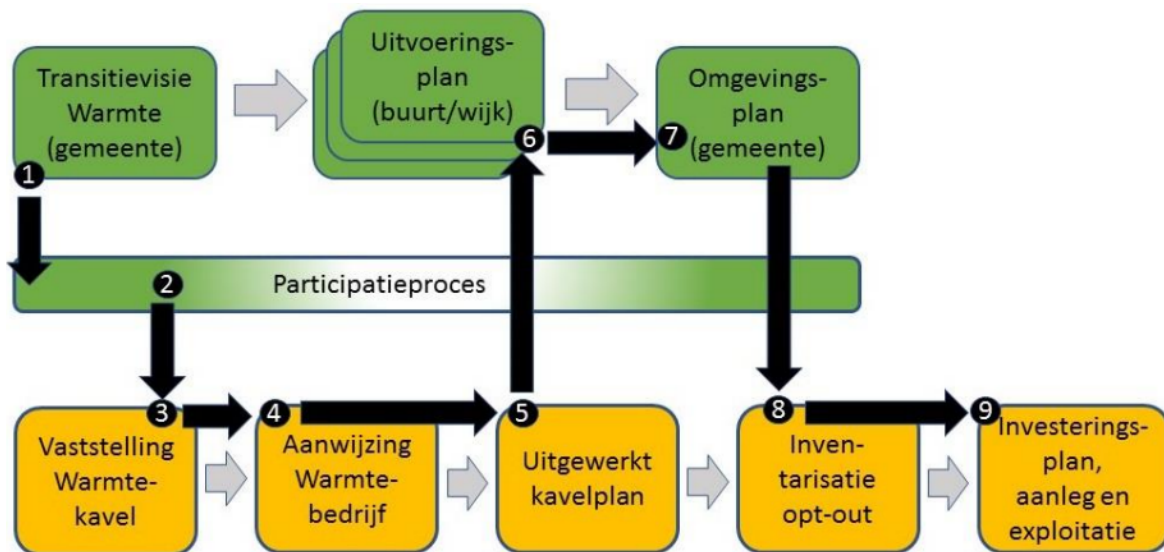 Transitievisie
Warmte
(gemeente)
1
Uitvoerings-
plan
(buurt/wijk)
6
Omgevings-
plan
(gemeente)
7
2
Participatieproces
3
Vaststelling
Warmte-
kavel
4
Aanwijzing
Warmte-
bedrijf
5
Uitgewerkt
kavelplan
8
Inven-
tarisatie
opt-out
9
Investerings-
plan,
aanleg en
exploitatie